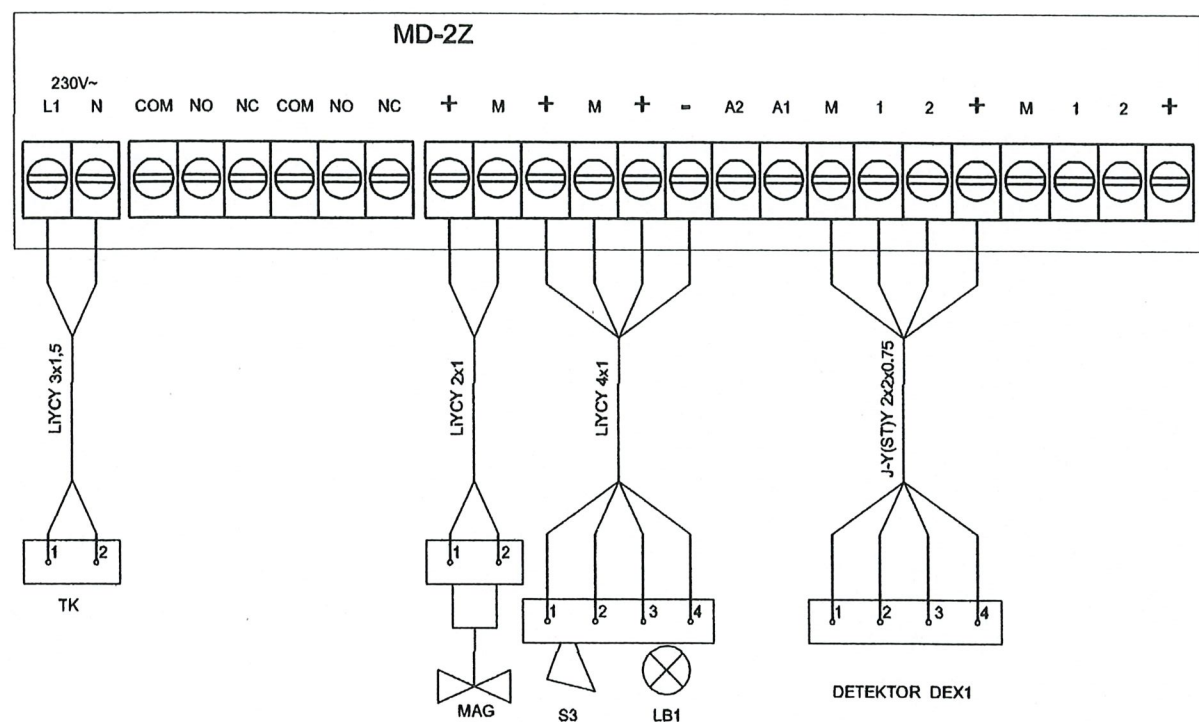 MD-2Z
230V~
L1 N COM NO NC COM NO NC + M + M + - A2 A1 M 1 2 + M 1 2 +
LiYCY 3x1,5
LiYCY 2x1
LiYCY 4x1
J-Y(ST)Y 2x2x0.75
1 2
1 2
1 2 3 4
1 2 3 4
TK
MAG
S3
LB1
DETEKTOR DEX1